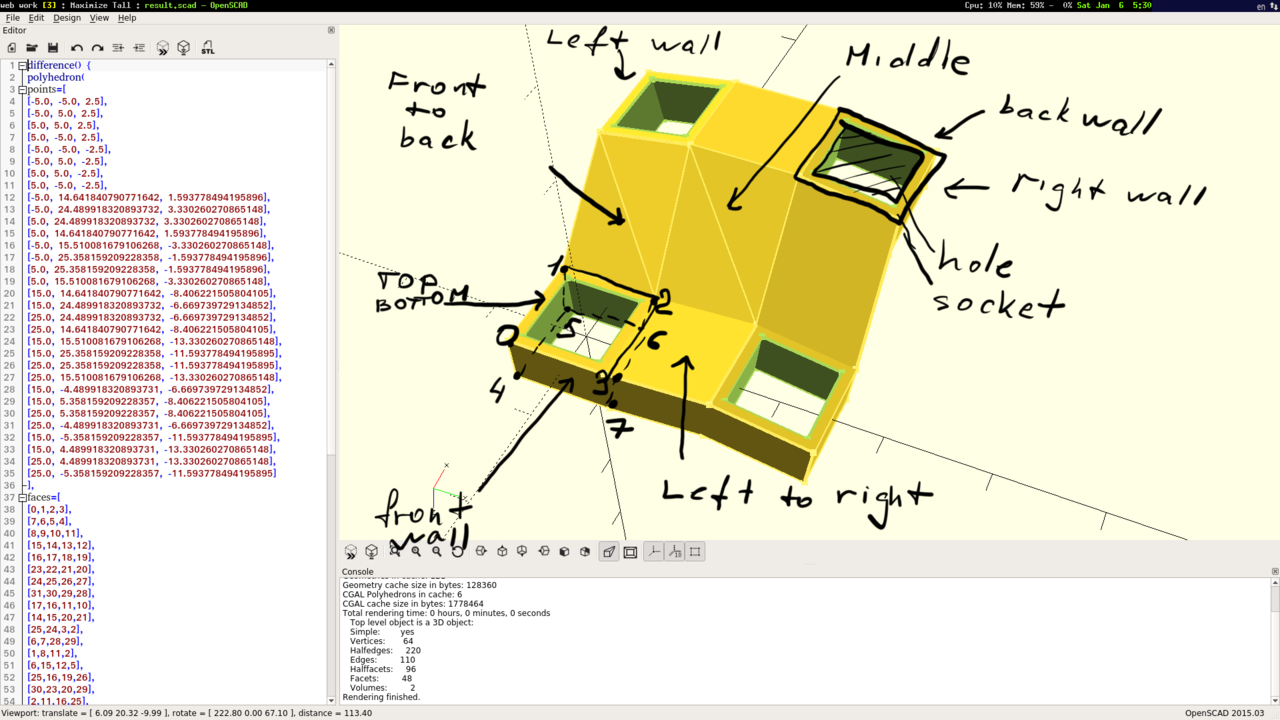 web work [3] : Maximize Tall : result.scad — OpenSCAD
Cpu: 10% Mem: 59% - 0% Sat Jan 6 5:30
en
File Edit Design View Help
Editor
STL
1 difference() {
2 polyhedron(
3 points=[
4 [-5.0, -5.0, 2.5],
5 [-5.0, 5.0, 2.5],
6 [5.0, 5.0, 2.5],
7 [5.0, -5.0, 2.5],
8 [-5.0, -5.0, -2.5],
9 [-5.0, 5.0, -2.5],
10 [5.0, 5.0, -2.5],
11 [5.0, -5.0, -2.5],
12 [-5.0, 14.641840790771642, 1.593778494195896],
13 [-5.0, 24.489918320893732, 3.330260270865148],
14 [5.0, 24.489918320893732, 3.330260270865148],
15 [5.0, 14.641840790771642, 1.593778494195896],
16 [-5.0, 15.510081679106268, -3.330260270865148],
17 [-5.0, 25.358159209228358, -1.593778494195896],
18 [5.0, 25.358159209228358, -1.593778494195896],
19 [5.0, 15.510081679106268, -3.330260270865148],
20 [15.0, 14.641840790771642, -8.406221505804105],
21 [15.0, 24.489918320893732, -6.669739729134852],
22 [25.0, 24.489918320893732, -6.669739729134852],
23 [25.0, 14.641840790771642, -8.406221505804105],
24 [15.0, 15.510081679106268, -13.330260270865148],
25 [15.0, 25.358159209228358, -11.593778494195895],
26 [25.0, 25.358159209228358, -11.593778494195895],
27 [25.0, 15.510081679106268, -13.330260270865148],
28 [15.0, -4.489918320893731, -6.669739729134852],
29 [15.0, 5.358159209228357, -8.406221505804105],
30 [25.0, 5.358159209228357, -8.406221505804105],
31 [25.0, -4.489918320893731, -6.669739729134852],
32 [15.0, -5.358159209228357, -11.593778494195895],
33 [15.0, 4.489918320893731, -13.330260270865148],
34 [25.0, 4.489918320893731, -13.330260270865148],
35 [25.0, -5.358159209228357, -11.593778494195895]
36 ],
37 faces=[
38 [0,1,2,3],
39 [7,6,5,4],
40 [8,9,10,11],
41 [15,14,13,12],
42 [16,17,18,19],
43 [23,22,21,20],
44 [24,25,26,27],
45 [31,30,29,28],
46 [17,16,11,10],
47 [14,15,20,21],
48 [25,24,3,2],
49 [6,7,28,29],
50 [1,8,11,2],
51 [6,15,12,5],
52 [25,16,19,26],
53 [30,23,20,29],
54 [2,11,16,25],
Left wall
Middle
Front
to
back
back wall
right wall
hole
socket
TOP
BOTTOM
0
1
2
3
4
5
6
7
front
wall
Left to right
Console
Geometry cache size in bytes: 128360
CGAL Polyhedrons in cache: 6
CGAL cache size in bytes: 1778464
Total rendering time: 0 hours, 0 minutes, 0 seconds
Top level object is a 3D object:
Simple: yes
Vertices: 64
Halfedges: 220
Edges: 110
Halffacets: 96
Facets: 48
Volumes: 2
Rendering finished.
Viewport: translate = [ 6.09 20.32 -9.99 ], rotate = [ 222.80 0.00 67.10 ], distance = 113.40
OpenSCAD 2015.03